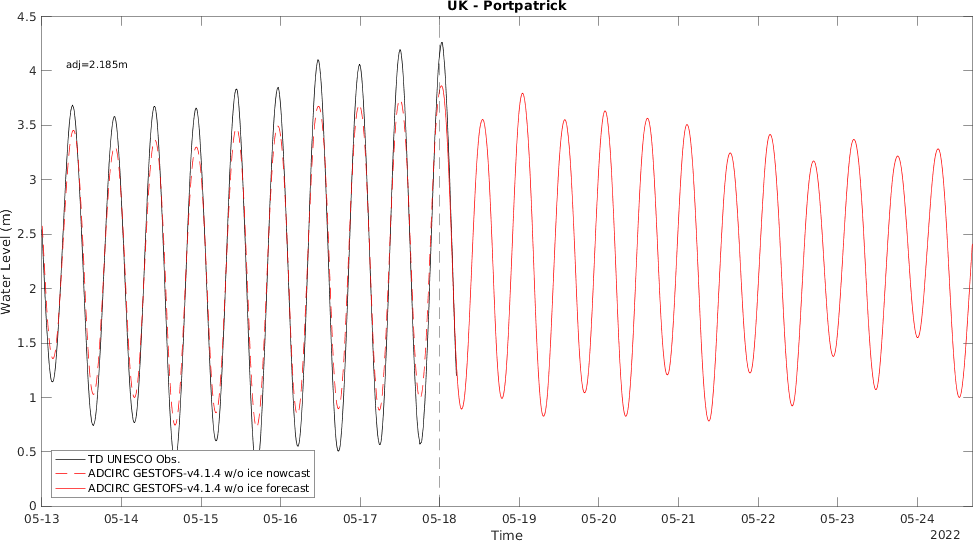 UK - Portpatrick
4.5
4
3.5
3
2.5
2
1.5
1
0.5
0
Water Level (m)
adj=2.185m
TD UNESCO Obs.
ADCIRC GESTOFS-v4.1.4 w/o ice nowcast
ADCIRC GESTOFS-v4.1.4 w/o ice forecast
05-13 05-14 05-15 05-16 05-17 05-18 05-19 05-20 05-21 05-22 05-23 05-24
Time
2022